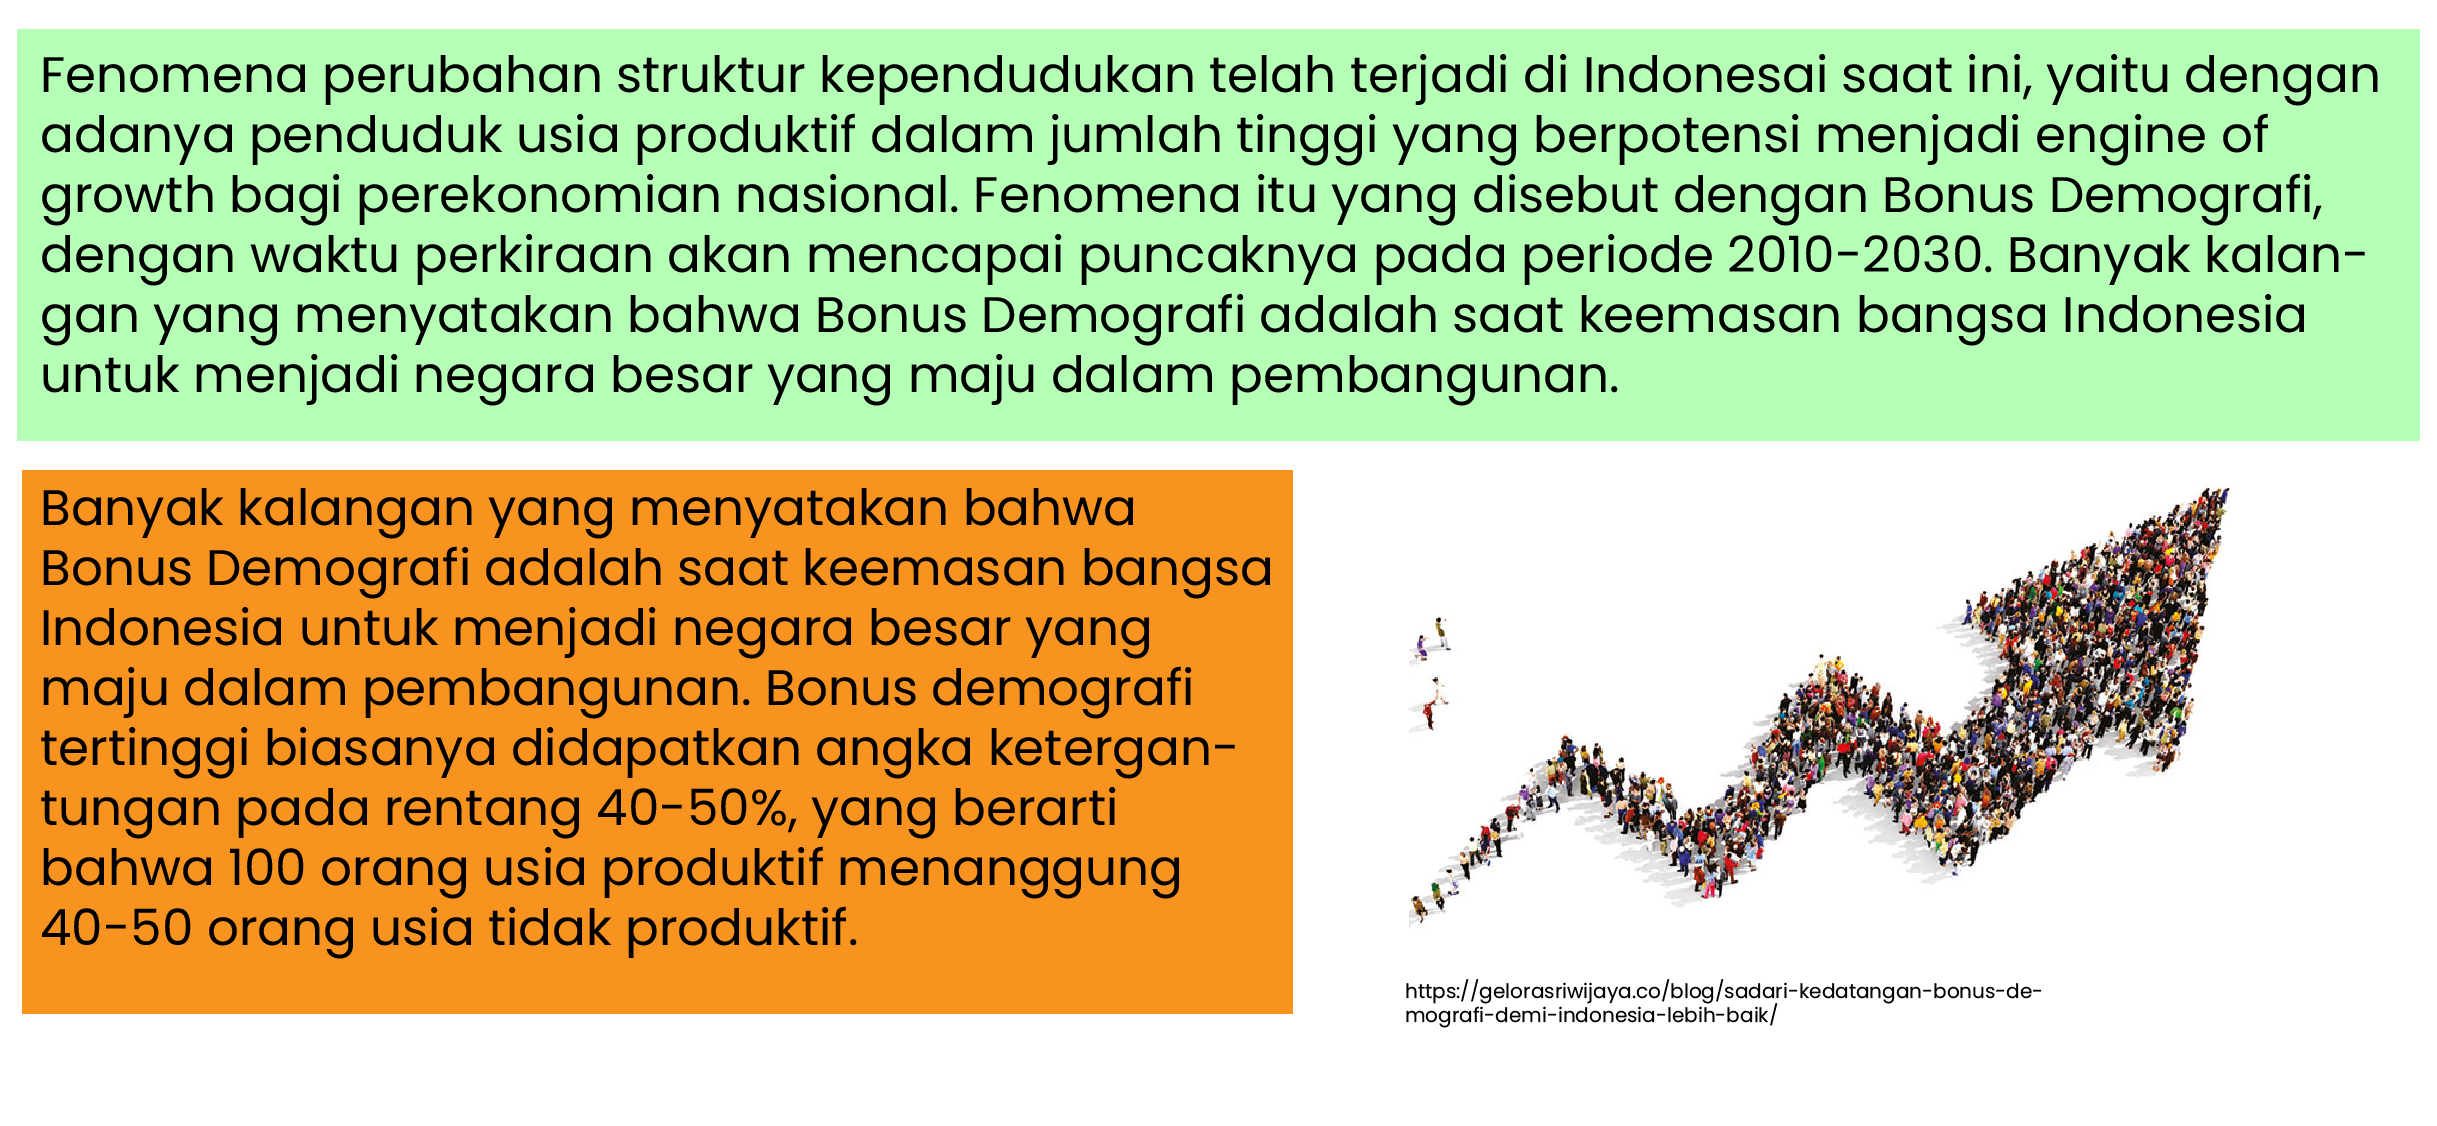 Fenomena perubahan struktur kependudukan telah terjadi di Indonesai saat ini, yaitu dengan
adanya penduduk usia produktif dalam jumlah tinggi yang berpotensi menjadi engine of
growth bagi perekonomian nasional. Fenomena itu yang disebut dengan Bonus Demografi,
dengan waktu perkiraan akan mencapai puncaknya pada periode 2010-2030. Banyak kalan-
gan yang menyatakan bahwa Bonus Demografi adalah saat keemasan bangsa Indonesia
untuk menjadi negara besar yang maju dalam pembangunan.
Banyak kalangan yang menyatakan bahwa
Bonus Demografi adalah saat keemasan bangsa
Indonesia untuk menjadi negara besar yang
maju dalam pembangunan. Bonus demografi
tertinggi biasanya didapatkan angka ketergan-
tungan pada rentang 40-50%, yang berarti
bahwa 100 orang usia produktif menanggung
40-50 orang usia tidak produktif.
https://gelorasriwijaya.co/blog/sadari-kedatangan-bonus-de-
mografi-demi-indonesia-lebih-baik/